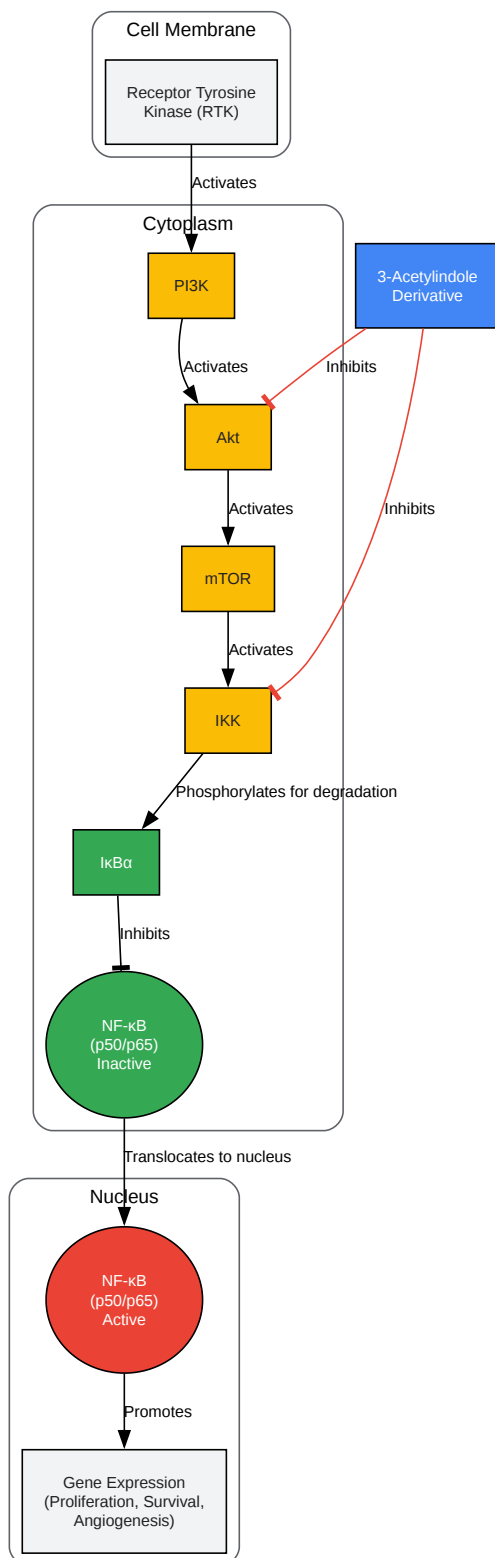 Cell Membrane
Receptor Tyrosine
Kinase (RTK)
Activates
Cytoplasm
PI3K
3-Acetylindole
Derivative
Activates
Inhibits
Akt
Activates
Inhibits
mTOR
Activates
IKK
Phosphorylates for degradation
IκBα
Inhibits
NF-κB
(p50/p65)
Inactive
Translocates to nucleus
Nucleus
NF-κB
(p50/p65)
Active
Promotes
Gene Expression
(Proliferation, Survival,
Angiogenesis)